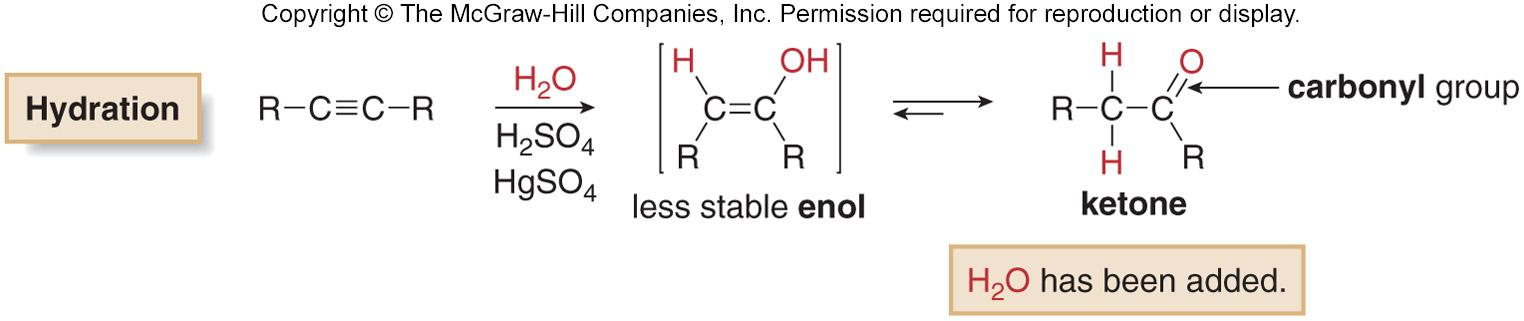 Copyright © The McGraw-Hill Companies, Inc. Permission required for reproduction or display.
Hydration
R–C≡C–R
H₂O
H₂SO₄
HgSO₄
H OH
C=C
R R
less stable enol
H O
R–C–C
H R
ketone
carbonyl group
H₂O has been added.